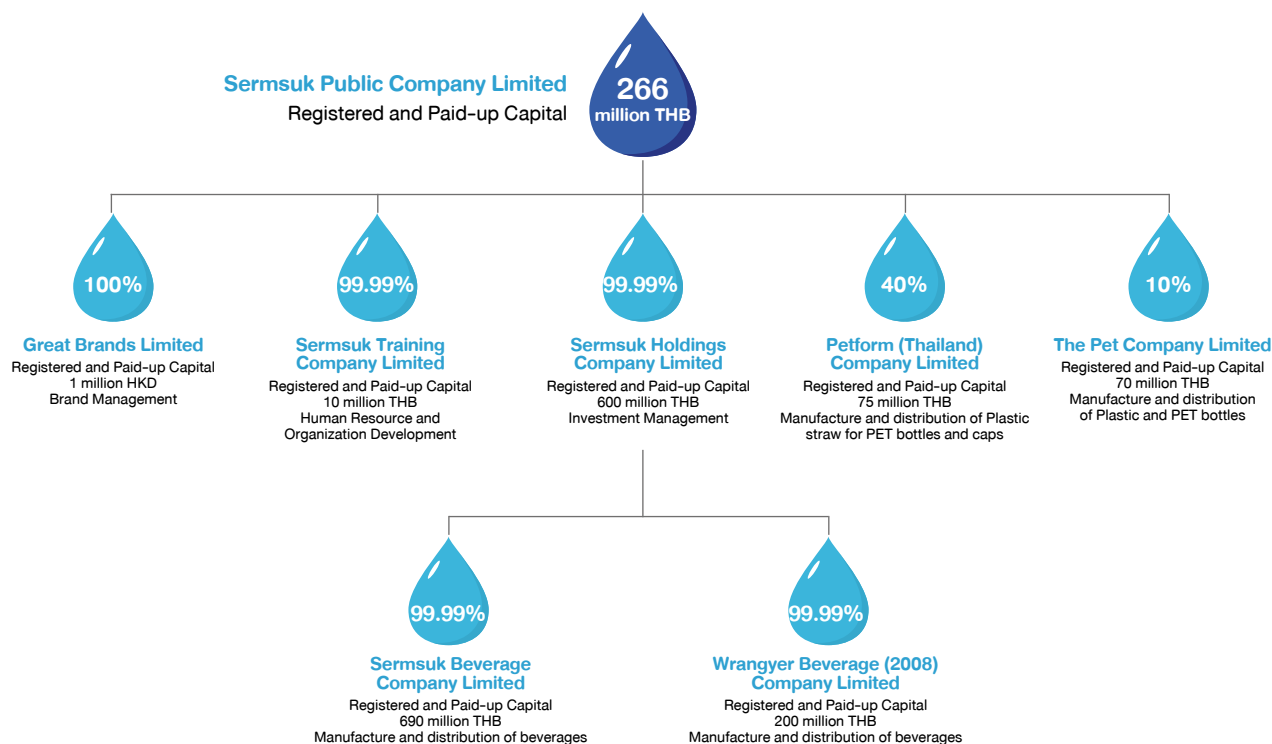 Sermsuk Public Company Limited
Registered and Paid-up Capital
266
million THB
100%
Great Brands Limited
Registered and Paid-up Capital
1 million HKD
Brand Management
99.99%
Sermsuk Training
Company Limited
Registered and Paid-up Capital
10 million THB
Human Resource and
Organization Development
99.99%
Sermsuk Holdings
Company Limited
Registered and Paid-up Capital
600 million THB
Investment Management
40%
Petform (Thailand)
Company Limited
Registered and Paid-up Capital
75 million THB
Manufacture and distribution of Plastic
straw for PET bottles and caps
10%
The Pet Company Limited
Registered and Paid-up Capital
70 million THB
Manufacture and distribution
of Plastic and PET bottles
99.99%
Sermsuk Beverage
Company Limited
Registered and Paid-up Capital
690 million THB
Manufacture and distribution of beverages
99.99%
Wrangyer Beverage (2008)
Company Limited
Registered and Paid-up Capital
200 million THB
Manufacture and distribution of beverages